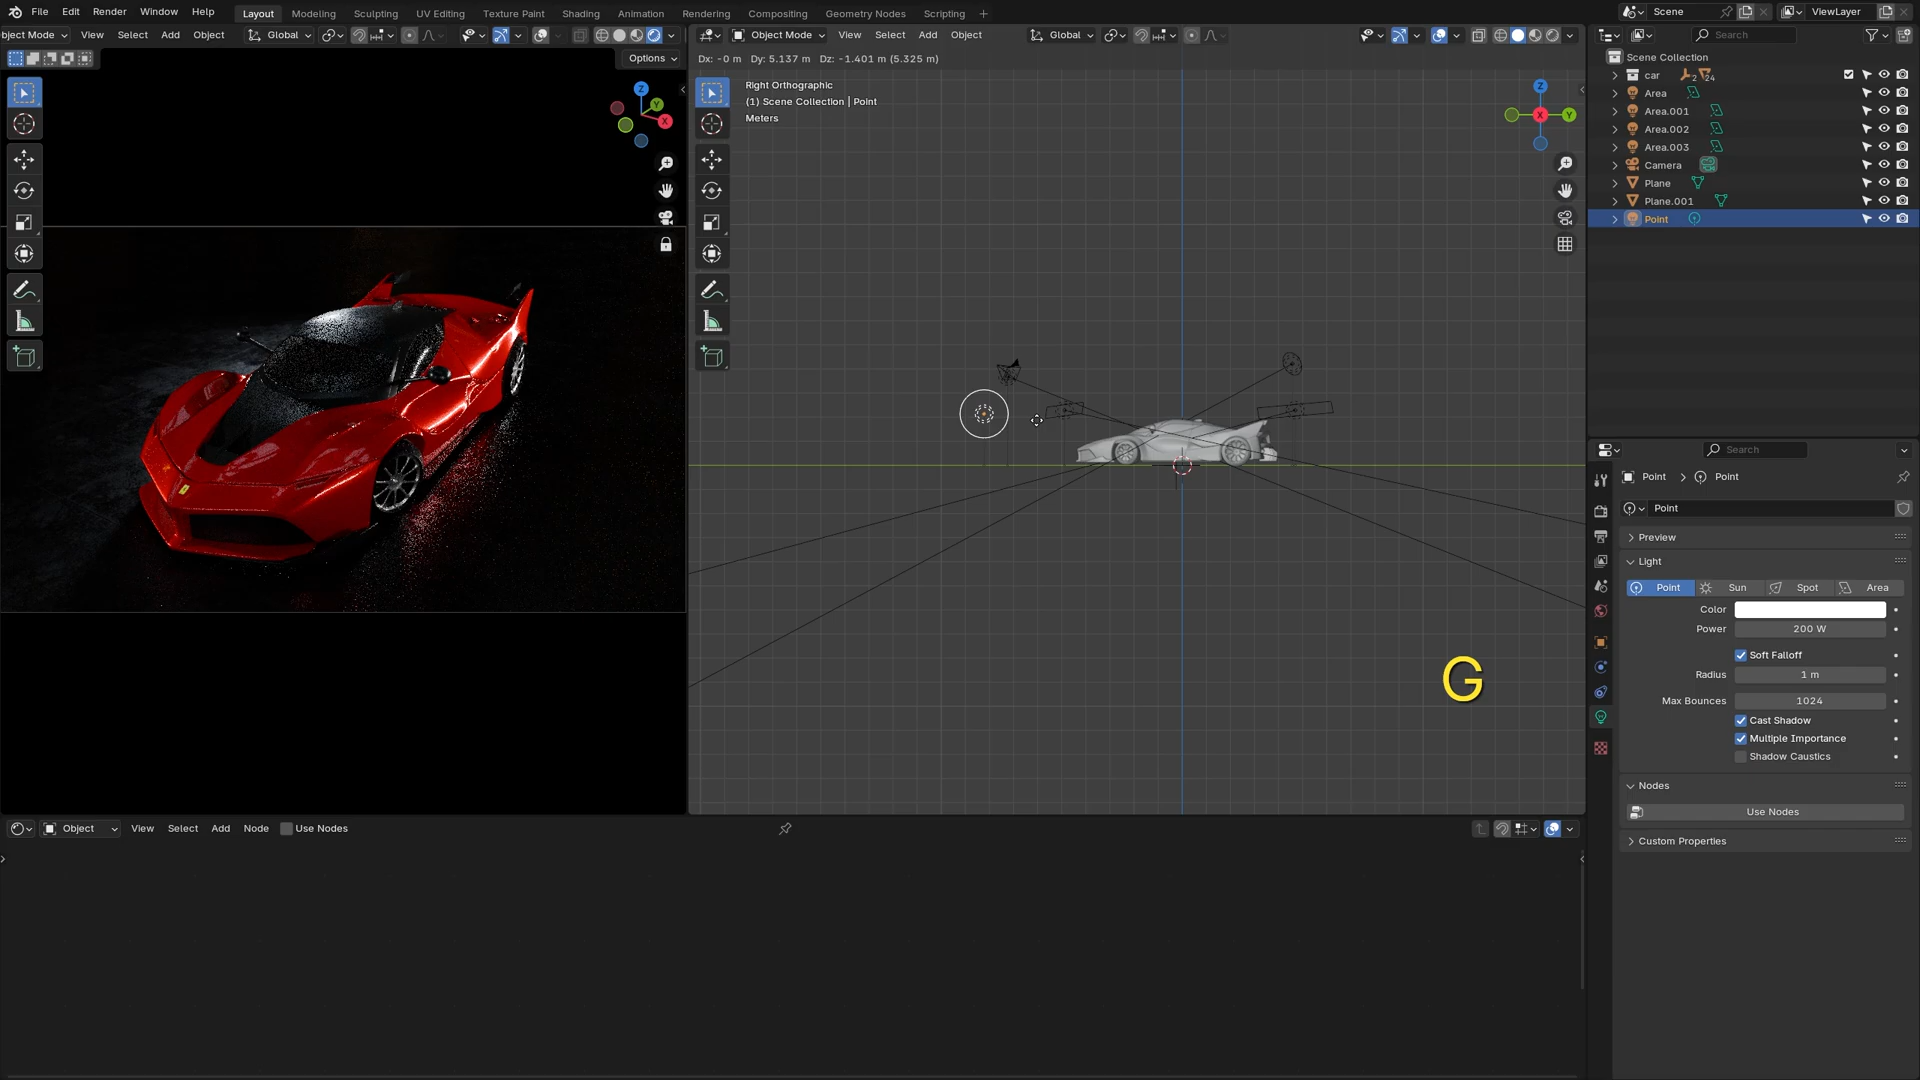 File Edit Render Window Help Layout Modeling Sculpting UV Editing Texture Paint Shading Animation Rendering Compositing Geometry Nodes Scripting Scene ViewLayer
bject Mode View Select Add Object Global
Object Mode View Select Add Object Global
Search
Options
Dx: -0 m Dy: 5.137 m Dz: -1.401 m (5.325 m)
Right Orthographic
(1) Scene Collection | Point
Meters
Z
Y
X
Z
X
Y
Scene Collection
car 2 24
Area
Area.001
Area.002
Area.003
Camera
Plane
Plane.001
Point
Search
Point Point
Point
Preview
Light
Point Sun Spot Area
Color
Power 200 W
Soft Falloff
Radius 1 m
Max Bounces 1024
Cast Shadow
Multiple Importance
Shadow Caustics
Nodes
Use Nodes
Custom Properties
G
Object View Select Add Node Use Nodes